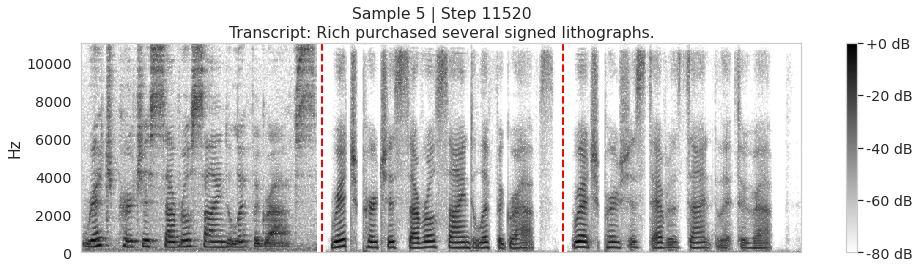 Sample 5 | Step 11520
Transcript: Rich purchased several signed lithographs.
10000
8000
6000
4000
2000
0
Hz
+0 dB
-20 dB
-40 dB
-60 dB
-80 dB